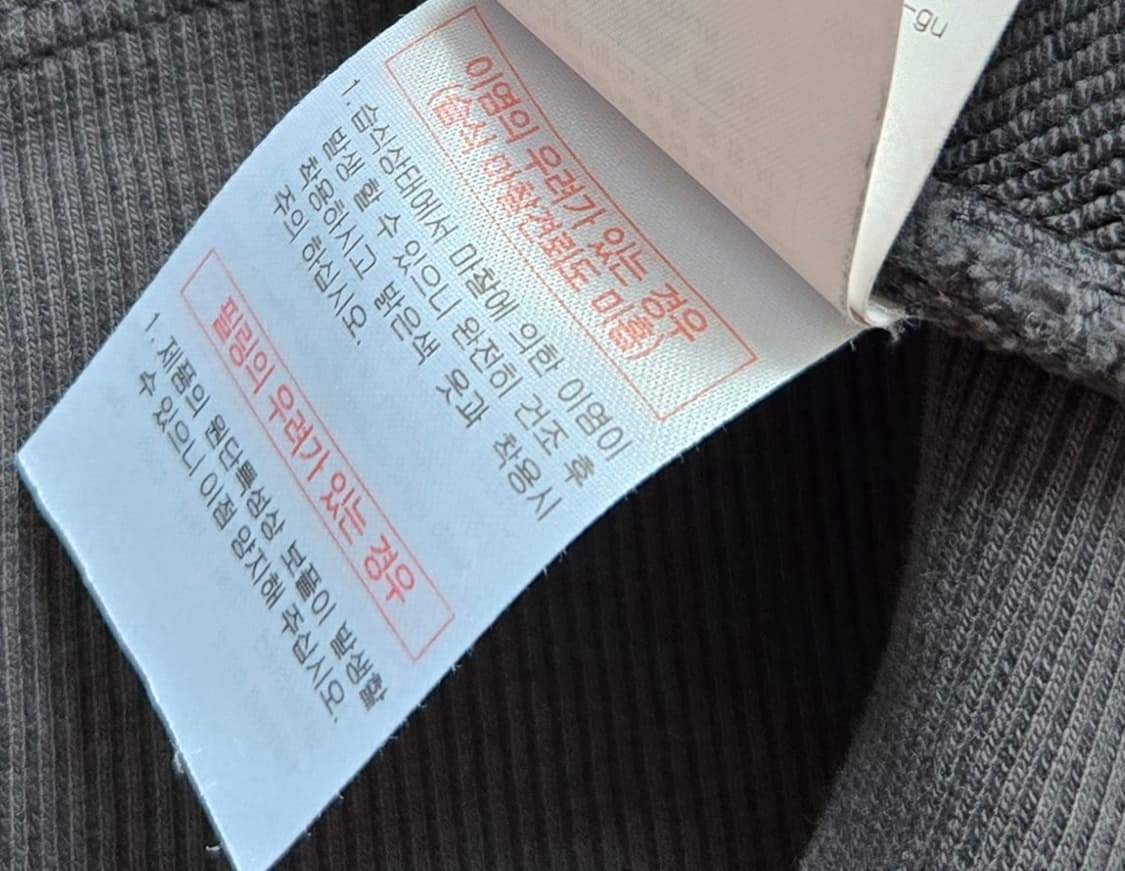 -gu
이염의 우려가 있는 경우
(습식 마찰견뢰도 미흡)
1. 습식상태에서 마찰에 의한 이염이
발생 할 수 있으니 완전히 건조 후
착용하시고 밝은색 옷과 착용시
주의 하십시오.
필링의 우려가 있는 경우
1. 제품의 원단특성상 보풀이 발생할
수 있으니 이점 양지해 주십시오.